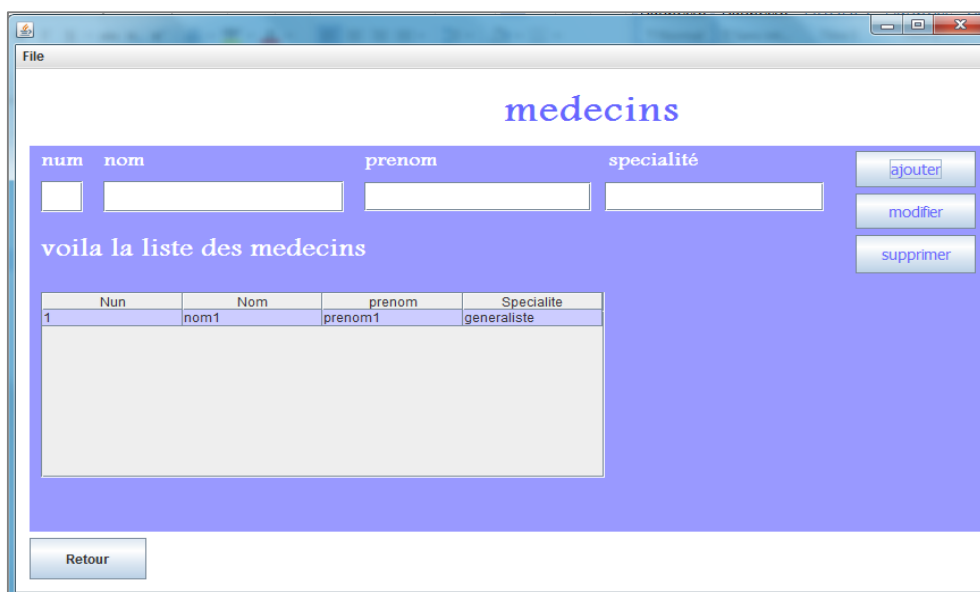 File
medecins
num nom prenom specialité
ajouter
modifier
supprimer
voila la liste des medecins
Nun Nom prenom Specialite
1 nom1 prenom1 generaliste
Retour